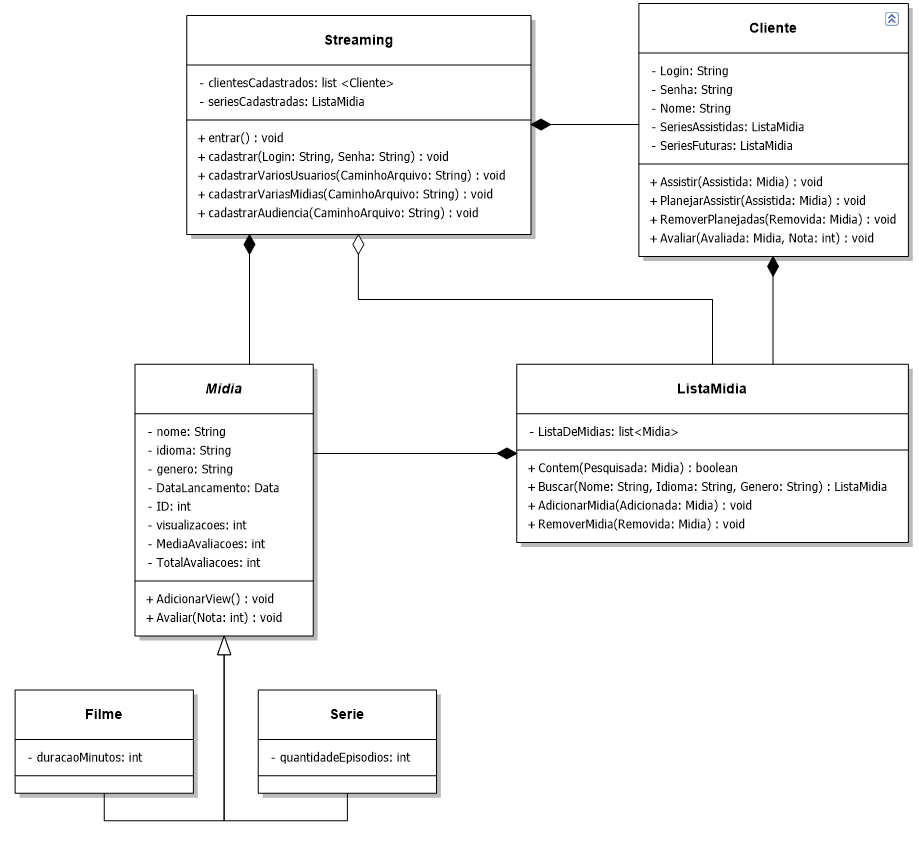 Streaming
- clientesCadastrados: list <Cliente>
- seriesCadastradas: ListaMidia
+ entrar() : void
+ cadastrar(Login: String, Senha: String) : void
+ cadastrarVariosUsuarios(CaminhoArquivo: String) : void
+ cadastrarVariasMidias(CaminhoArquivo: String) : void
+ cadastrarAudiencia(CaminhoArquivo: String) : void
Cliente
- Login: String
- Senha: String
- Nome: String
- SeriesAssistidas: ListaMidia
- SeriesFuturas: ListaMidia
+ Assistir(Assistida: Midia) : void
+ PlanejarAssistir(Assistida: Midia) : void
+ RemoverPlanejadas(Removida: Midia) : void
+ Avaliar(Avaliada: Midia, Nota: int) : void
Midia
- nome: String
- idioma: String
- genero: String
- DataLancamento: Data
- ID: int
- visualizacoes: int
- MediaAvaliacoes: int
- TotalAvaliacoes: int
+ AdicionarView() : void
+ Avaliar(Nota: int) : void
ListaMidia
- ListaDeMidias: list<Midia>
+ Contem(Pesquisada: Midia) : boolean
+ Buscar(Nome: String, Idioma: String, Genero: String) : ListaMidia
+ AdicionarMidia(Adicionada: Midia) : void
+ RemoverMidia(Removida: Midia) : void
Filme
- duracaoMinutos: int
Serie
- quantidadeEpisodios: int